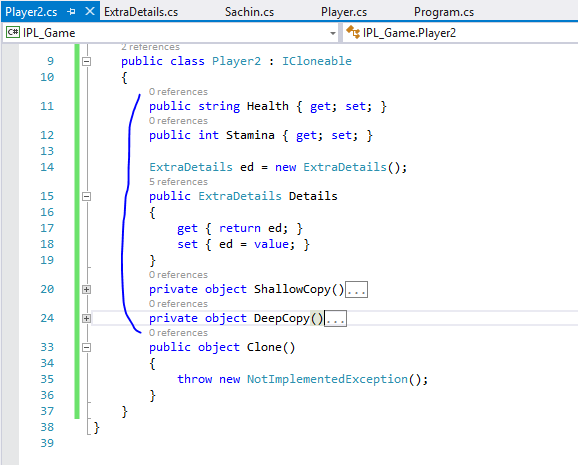 Player2.cs ExtraDetails.cs Sachin.cs Player.cs Program.cs
C# IPL_Game IPL_Game.Player2
2 references
9 public class Player2 : ICloneable
10 {
0 references
11 public string Health { get; set; }
0 references
12 public int Stamina { get; set; }
13
14 ExtraDetails ed = new ExtraDetails();
5 references
15 public ExtraDetails Details
16 {
17 get { return ed; }
18 set { ed = value; }
19 }
0 references
20 private object ShallowCopy()...
0 references
24 private object DeepCopy()...
0 references
33 public object Clone()
34 {
35 throw new NotImplementedException();
36 }
37 }
38 }
39